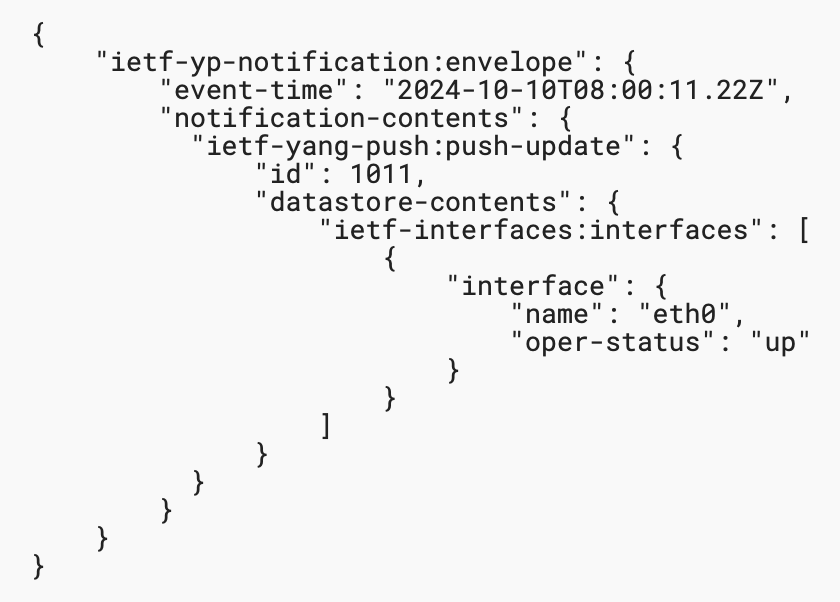 {
    "ietf-yp-notification:envelope": {
        "event-time": "2024-10-10T08:00:11.22Z",
        "notification-contents": {
          "ietf-yang-push:push-update": {
              "id": 1011,
              "datastore-contents": {
                  "ietf-interfaces:interfaces": [
                      {
                          "interface": {
                              "name": "eth0",
                              "oper-status": "up"
                          }
                      }
                  ]
              }
          }
        }
    }
}